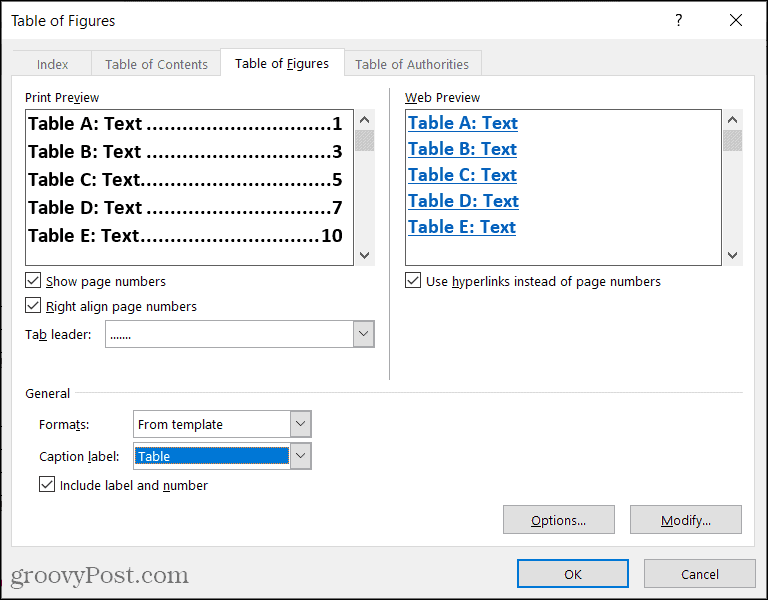 Table of Figures
?
Index
Table of Contents
Table of Figures
Table of Authorities
Print Preview
Table A: Text ................................1
Table B: Text ................................3
Table C: Text.................................5
Table D: Text ................................7
Table E: Text...............................10
Show page numbers
Right align page numbers
Tab leader: .......
Web Preview
Table A: Text
Table B: Text
Table C: Text
Table D: Text
Table E: Text
Use hyperlinks instead of page numbers
General
Formats: From template
Caption label: Table
Include label and number
Options... Modify...
groovyPost.com
OK Cancel